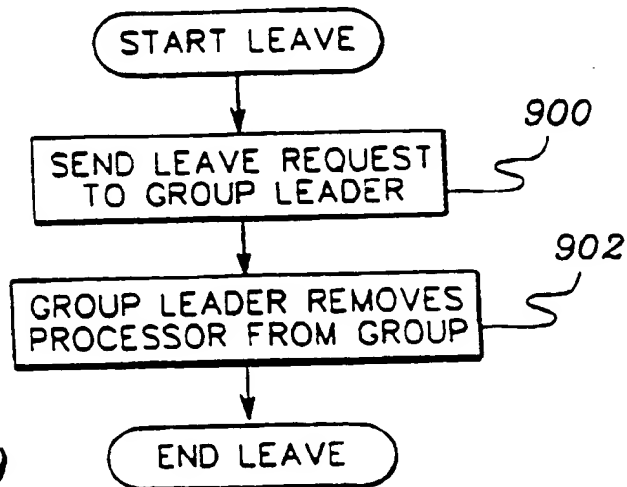 START LEAVE
900
SEND LEAVE REQUEST
TO GROUP LEADER
902
GROUP LEADER REMOVES
PROCESSOR FROM GROUP
END LEAVE